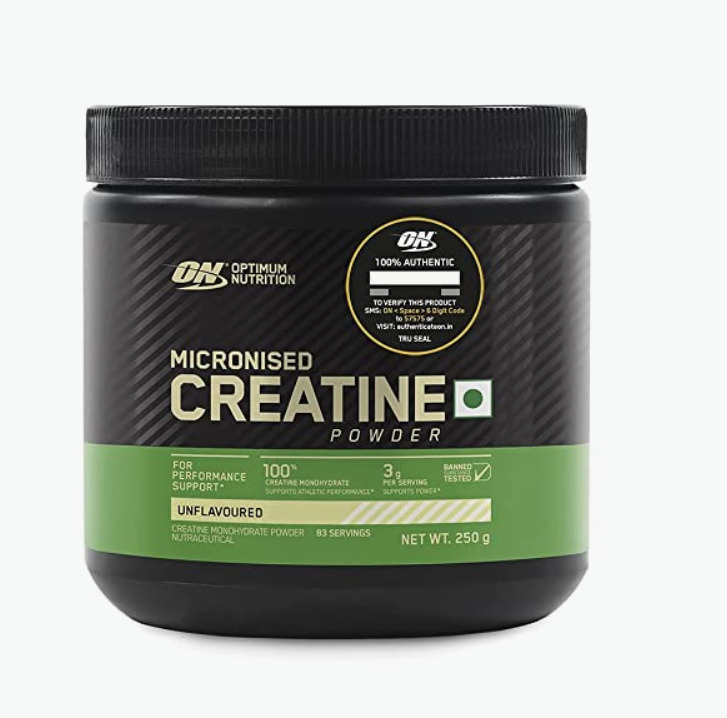 ON
100% AUTHENTIC
ON OPTIMUM
NUTRITION
TO VERIFY THIS PRODUCT
SMS: ON < Space > 6 Digit Code
to 57575 or
VISIT: authenticateon.in
TRU SEAL
MICRONISED
CREATINE
POWDER
FOR
PERFORMANCE
SUPPORT*
100%
CREATINE MONOHYDRATE
SUPPORTS ATHLETIC PERFORMANCE*
3g
PER SERVING
SUPPORTS POWER*
BANNED
SUBSTANCE
TESTED
UNFLAVOURED
CREATINE MONOHYDRATE POWDER
NUTRACEUTICAL
83 SERVINGS
NET WT. 250 g